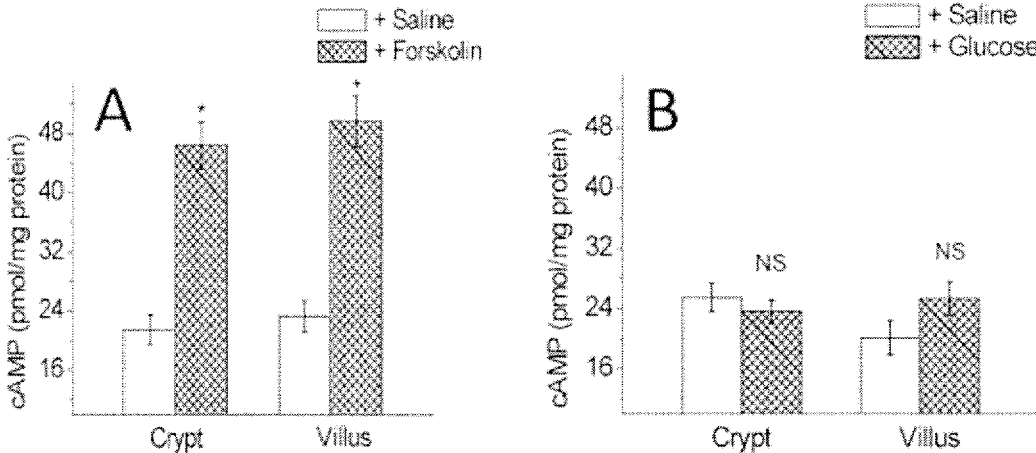 + Saline
+ Forskolin
A
*
+
48
40
32
24
16
cAMP (pmol/mg protein)
Crypt Villus
+ Saline
+ Glucose
B
48
40
32
24
16
NS NS
cAMP (pmol/mg protein)
Crypt Villus